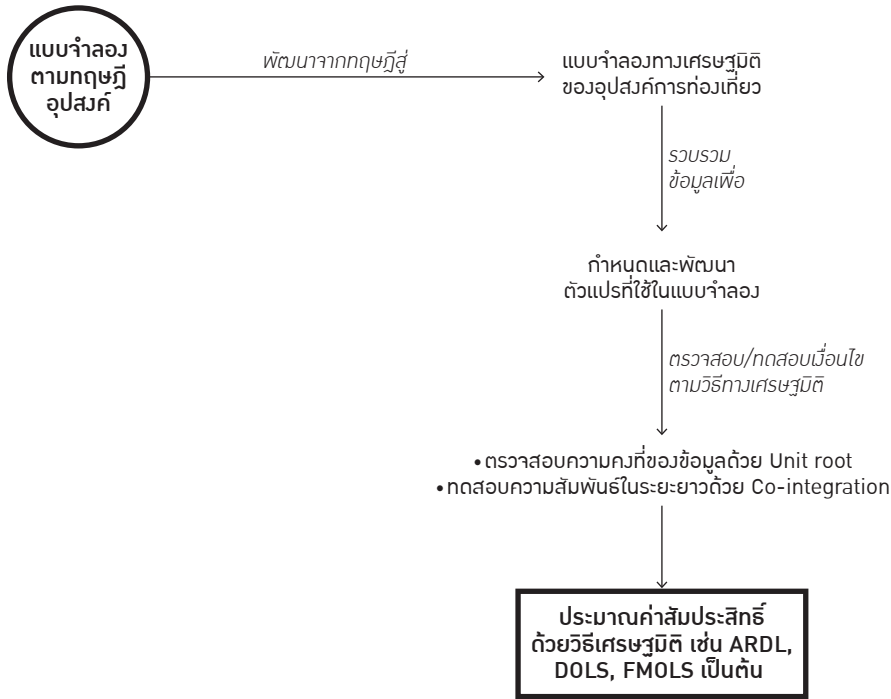 แบบจำลอง
ตามทฤษฎี
อุปสงค์
พัฒนาจากทฤษฎีสู่
แบบจำลองทางเศรษฐมิติ
ของอุปสงค์การท่องเที่ยว
รวบรวม
ข้อมูลเพื่อ
กำหนดและพัฒนา
ตัวแปรที่ใช้ในแบบจำลอง
ตรวจสอบ/ทดสอบเงื่อนไข
ตามวิธีทางเศรษฐมิติ
•ตรวจสอบความคงที่ของข้อมูลด้วย Unit root
•ทดสอบความสัมพันธ์ในระยะยาวด้วย Co-integration
ประมาณค่าสัมประสิทธิ์
ด้วยวิธีเศรษฐมิติ เช่น ARDL,
DOLS, FMOLS เป็นต้น